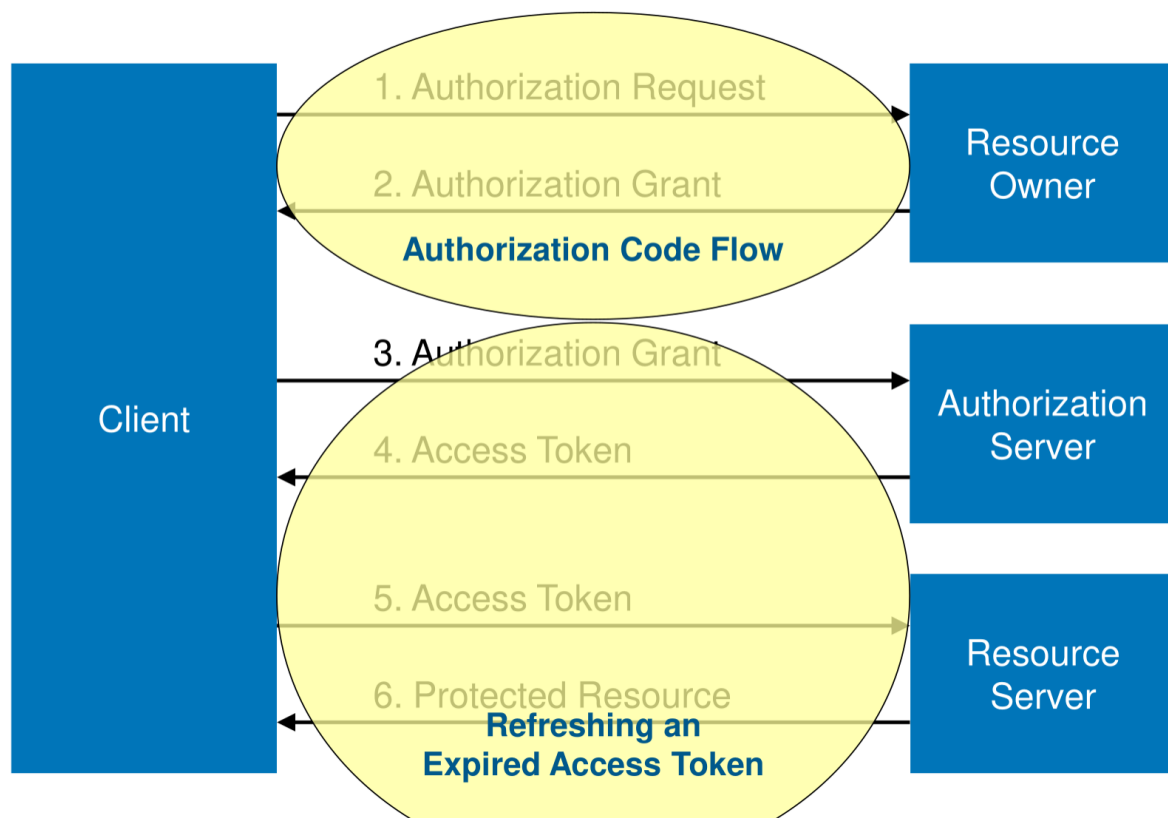 1. Authorization Request
Resource
Owner
2. Authorization Grant
Authorization Code Flow
3. Authorization Grant
Client
Authorization
Server
4. Access Token
5. Access Token
Resource
Server
6. Protected Resource
Refreshing an
Expired Access Token